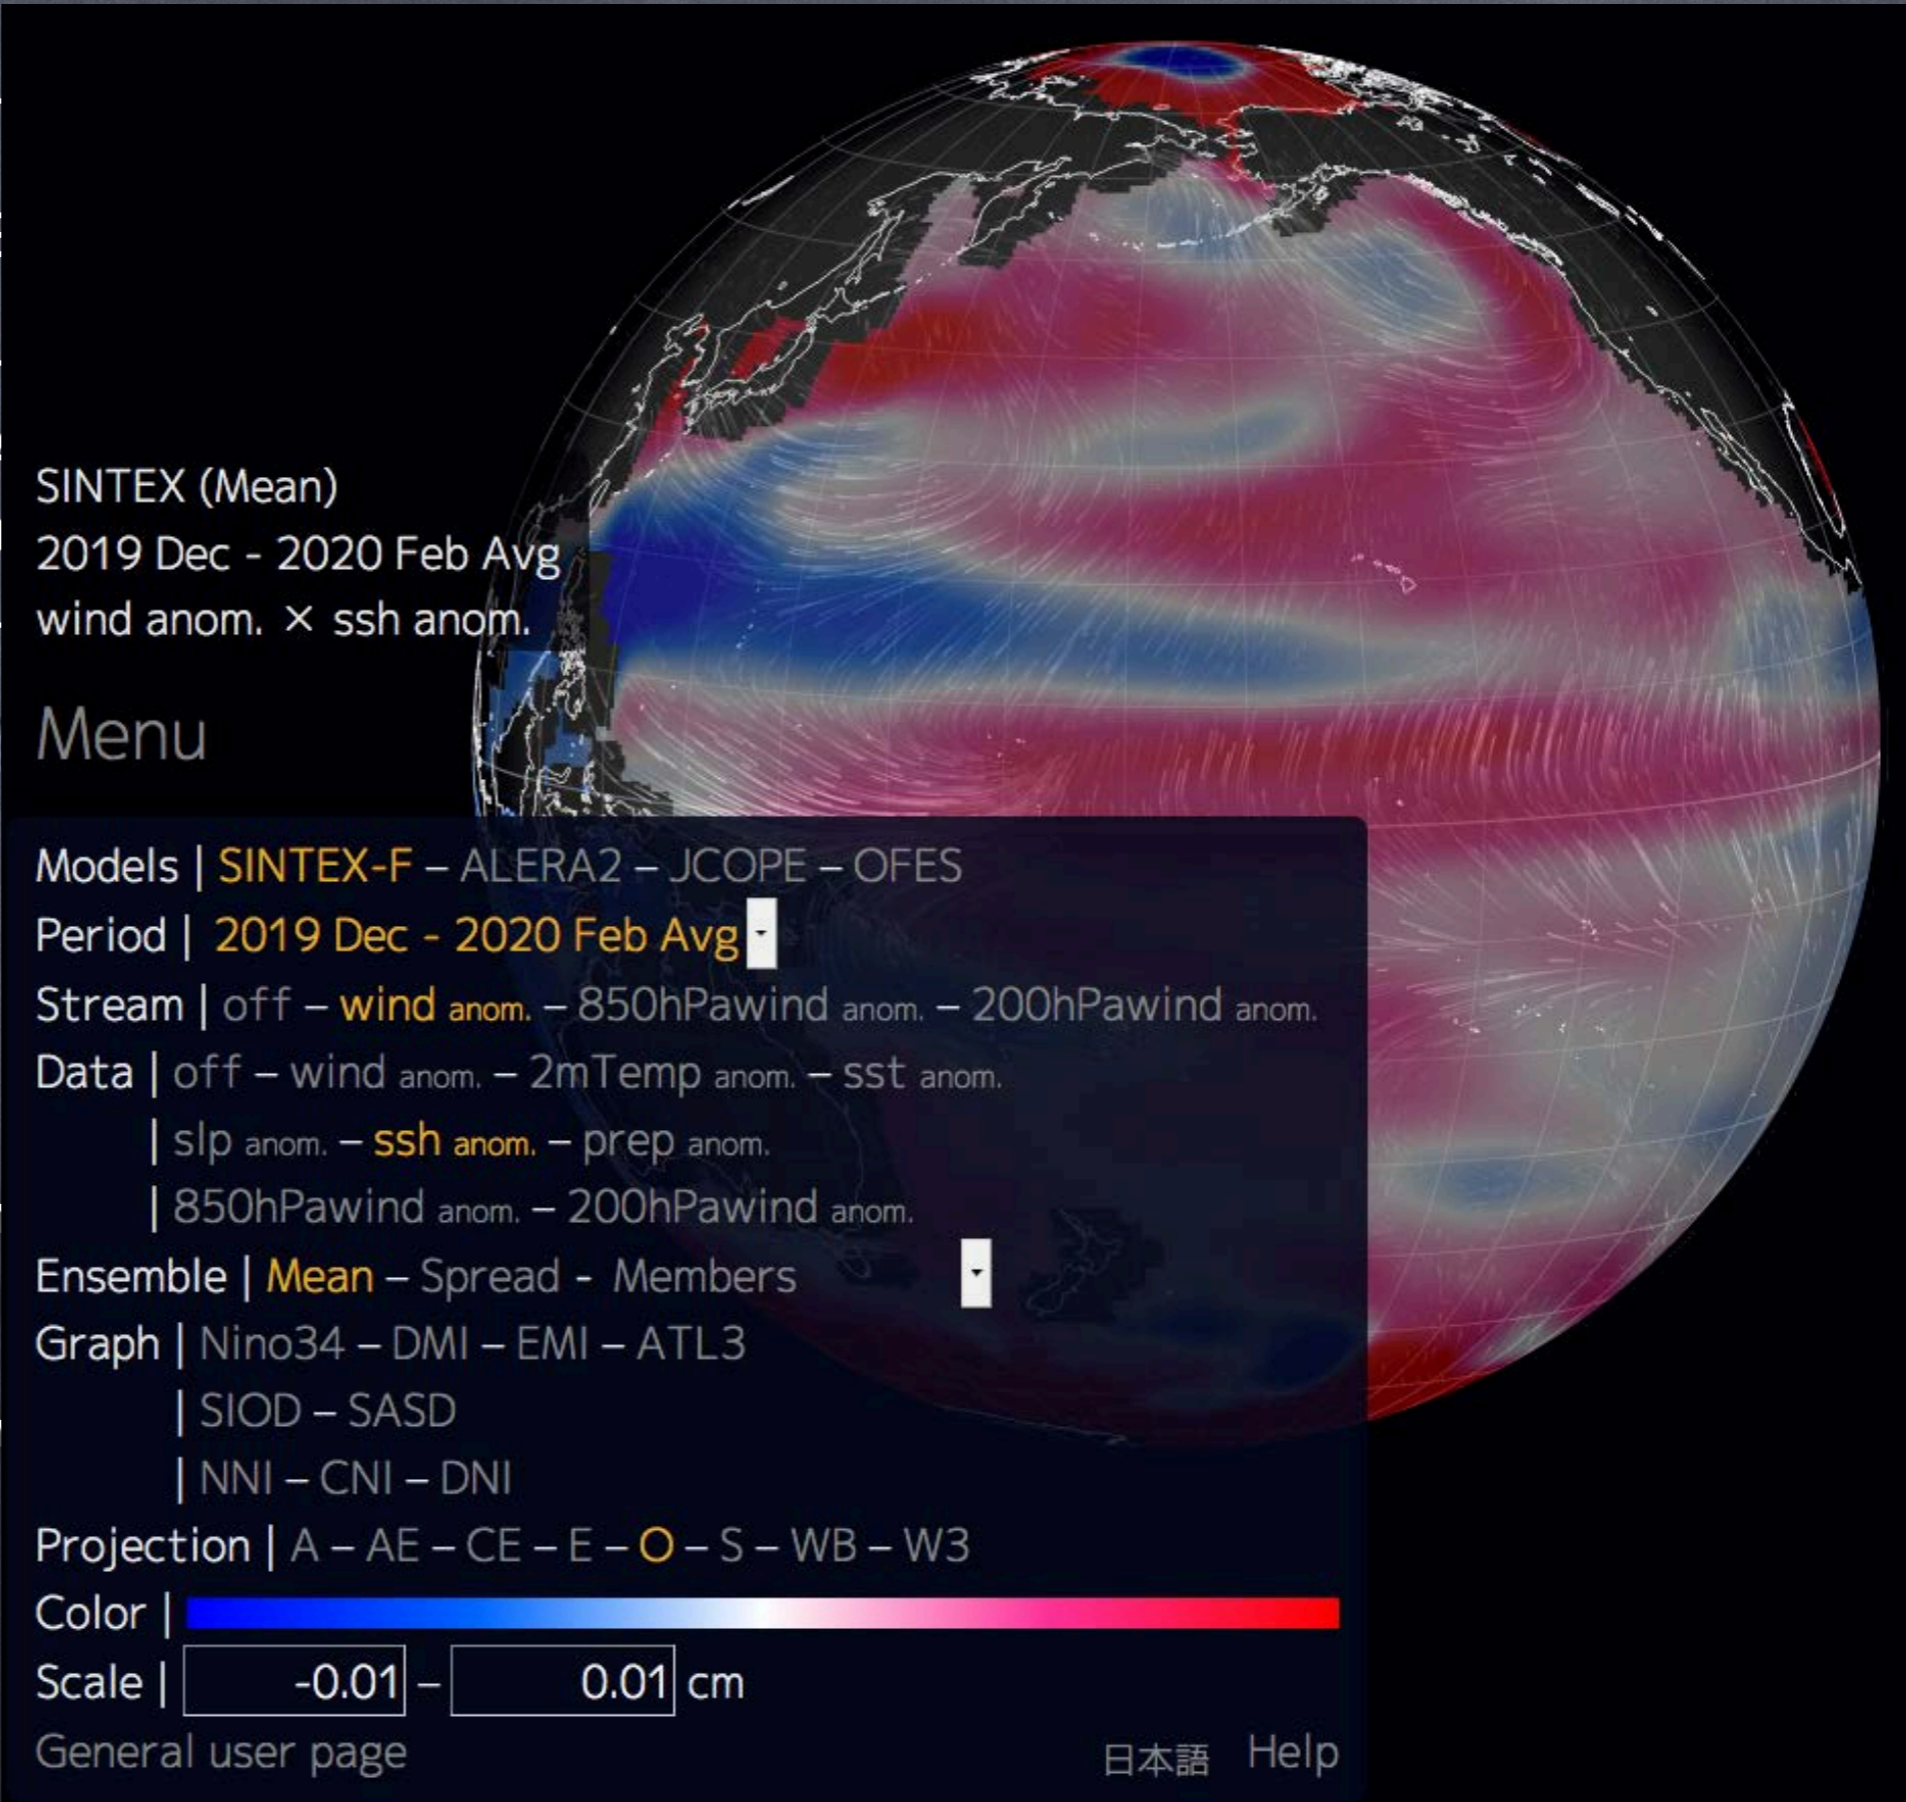 SINTEX (Mean)
2019 Dec - 2020 Feb Avg
wind anom. × ssh anom.
Menu
Models | SINTEX-F – ALERA2 – JCOPE – OFES
Period | 2019 Dec - 2020 Feb Avg
Stream | off – wind anom. – 850hPawind anom. – 200hPawind anom.
Data | off – wind anom. – 2mTemp anom. – sst anom.
| slp anom. – ssh anom. – prep anom.
| 850hPawind anom. – 200hPawind anom.
Ensemble | Mean – Spread - Members
Graph | Nino34 – DMI – EMI – ATL3
| SIOD – SASD
| NNI – CNI – DNI
Projection | A – AE – CE – E – O – S – WB – W3
Color |
Scale | -0.01 – 0.01 cm
General user page 日本語 Help